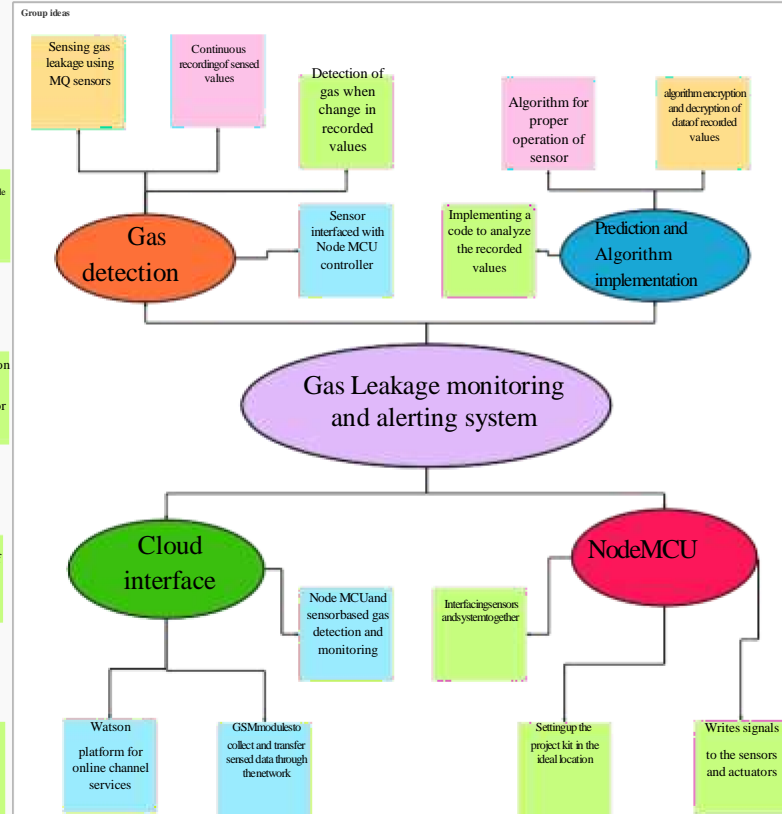 Group ideas
Sensing gas
leakage using
MQ sensors
Continuous
recordingof sensed
values
Detection of
gas when
change in
recorded
values
Algorithm for
proper
operation of
sensor
algorithm encryption
and decryption of
dataof recorded
values
Gas
detection
Sensor
interfaced with
Node MCU
controller
Implementing a
code to analyze
the recorded
values
Prediction and
Algorithm
implementation
Gas Leakage monitoring
and alerting system
Cloud
interface
NodeMCU
Node MCUand
sensorbased gas
detection and
monitoring
Interfacingsensors
andsystemtogether
Watson
platform for
online channel
services
GSMmodulesto
collect and transfer
sensed data through
thenetwork
Settingup the
project kit in the
ideal location
Writes signals
to the sensors
and actuators